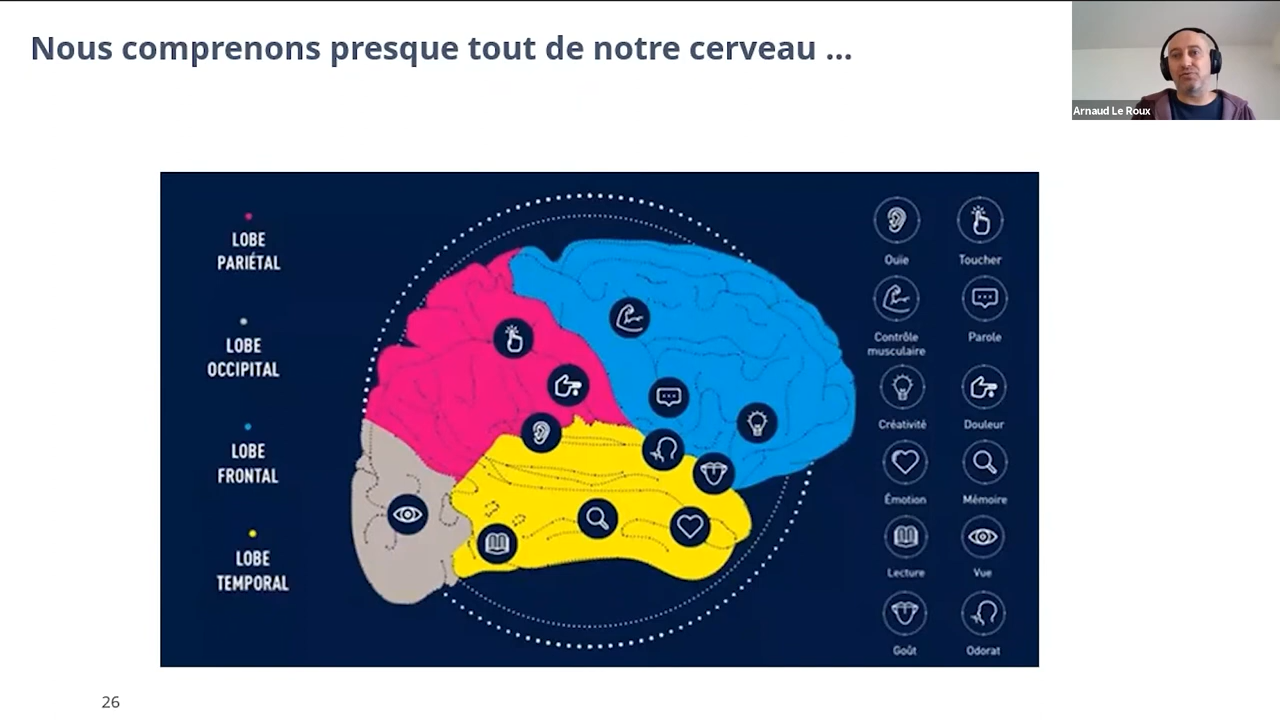 Nous comprenons presque tout de notre cerveau ...
Arnaud Le Roux
LOBE
PARIÉTAL
LOBE
OCCIPITAL
LOBE
FRONTAL
LOBE
TEMPORAL
Ouïe
Toucher
Contrôle
musculaire
Parole
Créativité
Douleur
Émotion
Mémoire
Lecture
Vue
Goût
Odorat
26